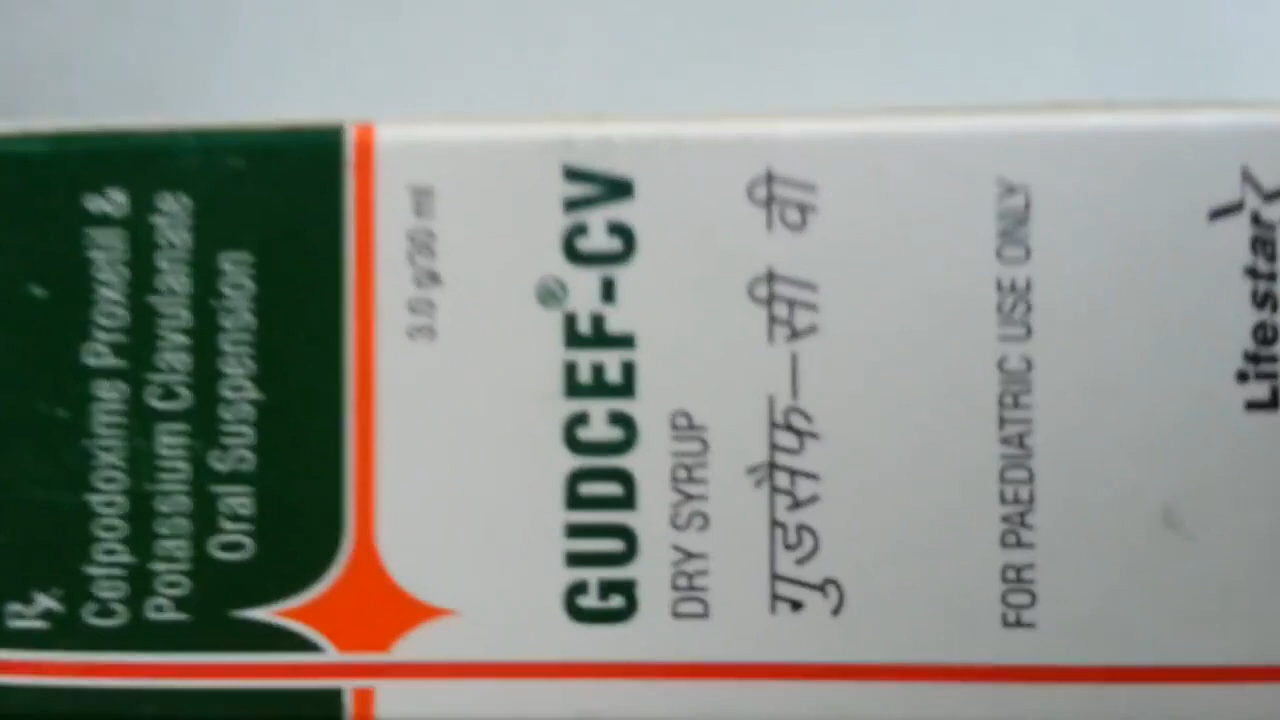 Rx
Cefpodoxime Proxetil &
Potassium Clavulanate
Oral Suspension
3.0 g/30 ml
GUDCEF®-CV
DRY SYRUP
गुडसेफ-सी वी
FOR PAEDIATRIC USE ONLY
Lifestar